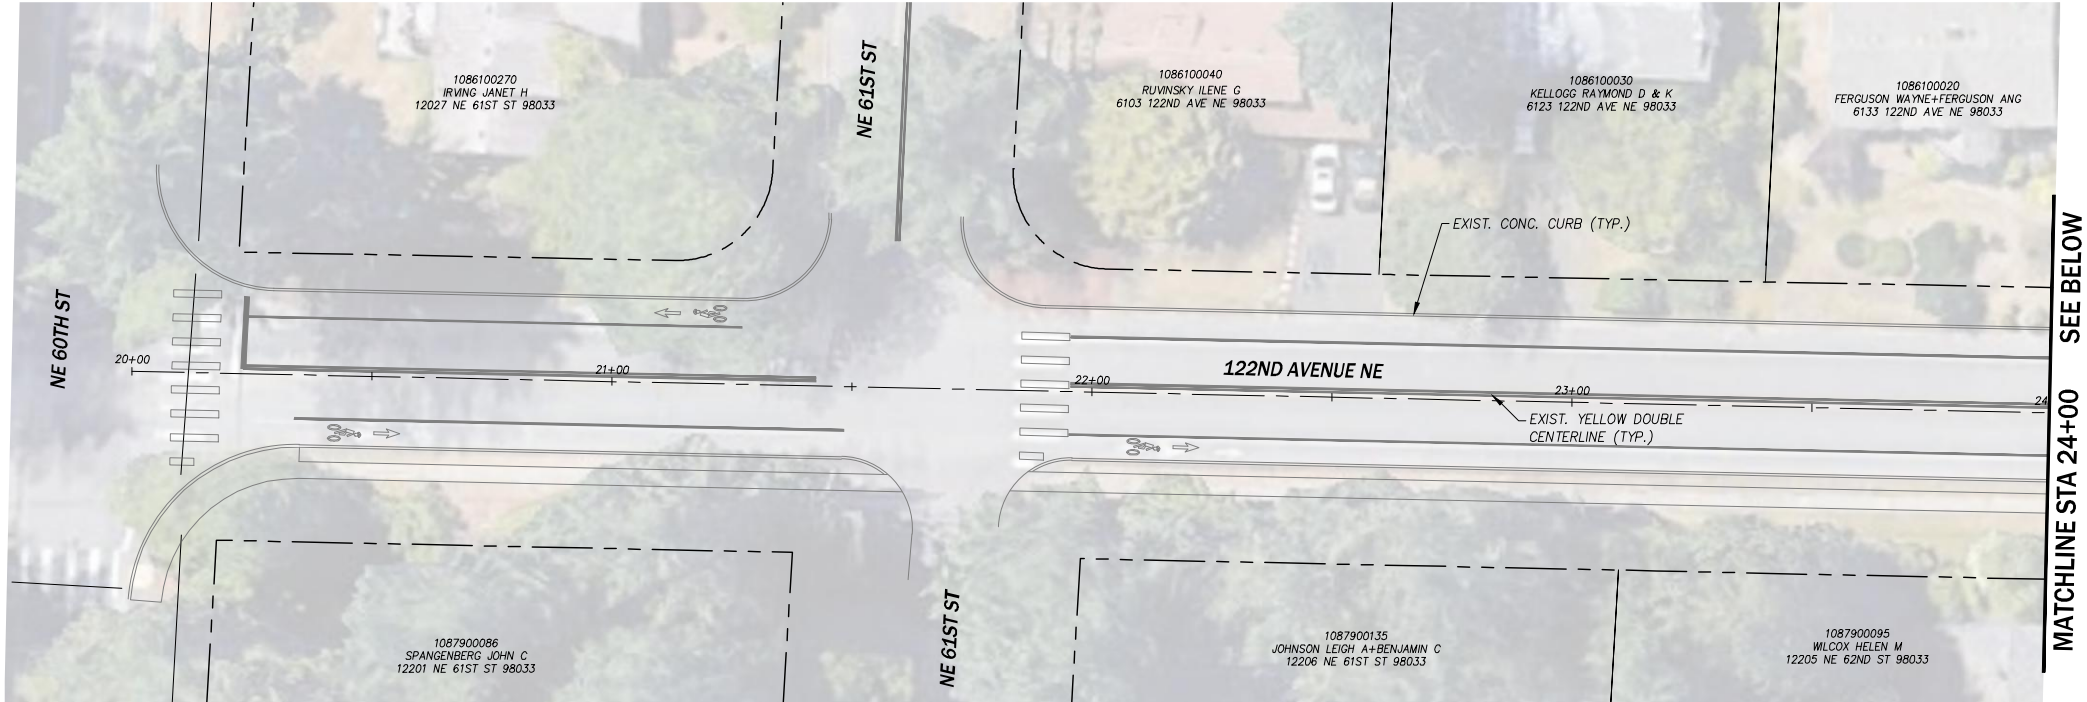 1086100270
IRVING JANET H
12027 NE 61ST ST 98033
NE 61ST ST
1086100040
RUVINSKY ILENE G
6103 122ND AVE NE 98033
1086100030
KELLOGG RAYMOND D & K
6123 122ND AVE NE 98033
1086100020
FERGUSON WAYNE+FERGUSON ANG
6133 122ND AVE NE 98033
EXIST. CONC. CURB (TYP.)
NE 60TH ST
20+00
21+00
22+00
122ND AVENUE NE
23+00
24
EXIST. YELLOW DOUBLE
CENTERLINE (TYP.)
MATCHLINE STA 24+00 SEE BELOW
1087900086
SPANGENBERG JOHN C
12201 NE 61ST ST 98033
NE 61ST ST
1087900135
JOHNSON LEIGH A+BENJAMIN C
12206 NE 61ST ST 98033
1087900095
WILCOX HELEN M
12205 NE 62ND ST 98033